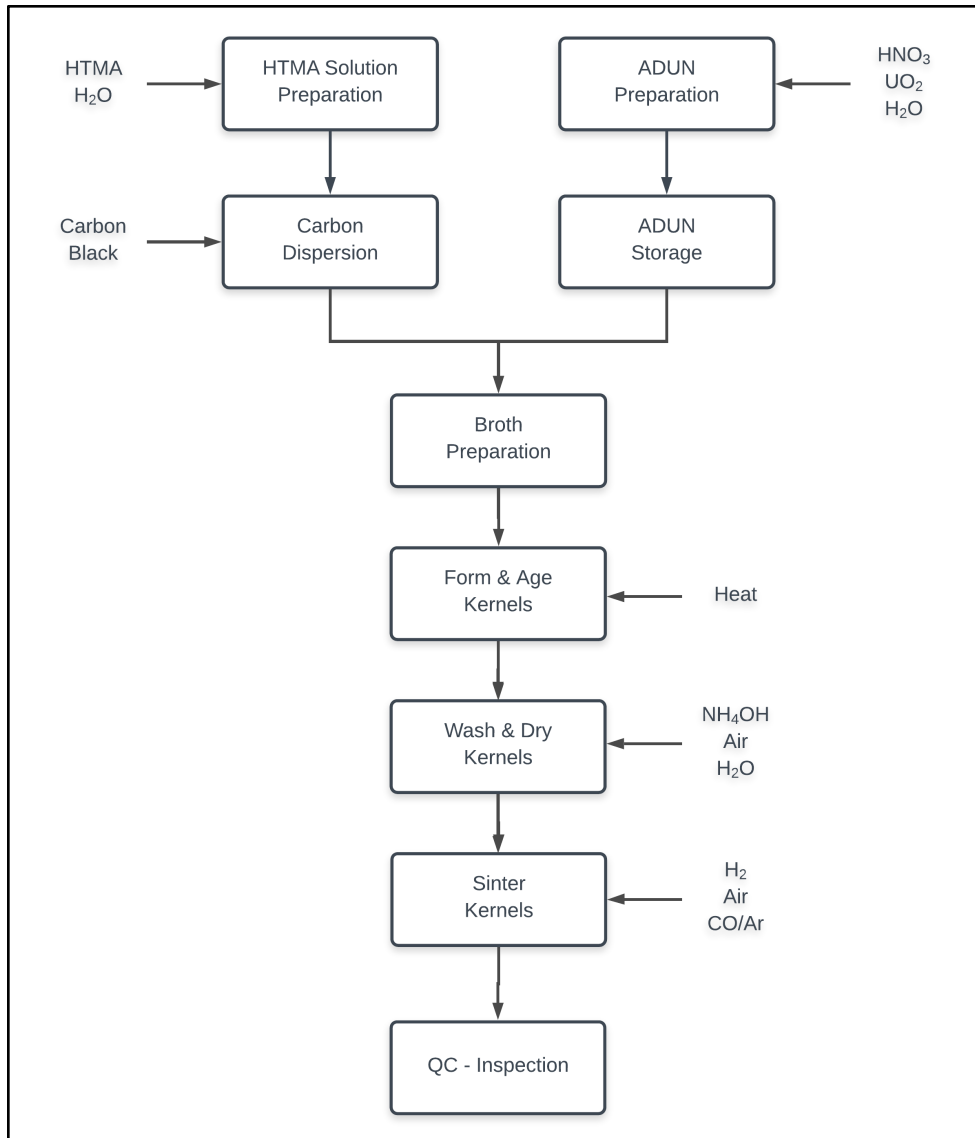 HTMA
H₂O
HTMA Solution
Preparation
ADUN
Preparation
HNO₃
UO₂
H₂O
Carbon
Black
Carbon
Dispersion
ADUN
Storage
Broth
Preparation
Form & Age
Kernels
Heat
Wash & Dry
Kernels
NH₄OH
Air
H₂O
Sinter
Kernels
H₂
Air
CO/Ar
QC - Inspection